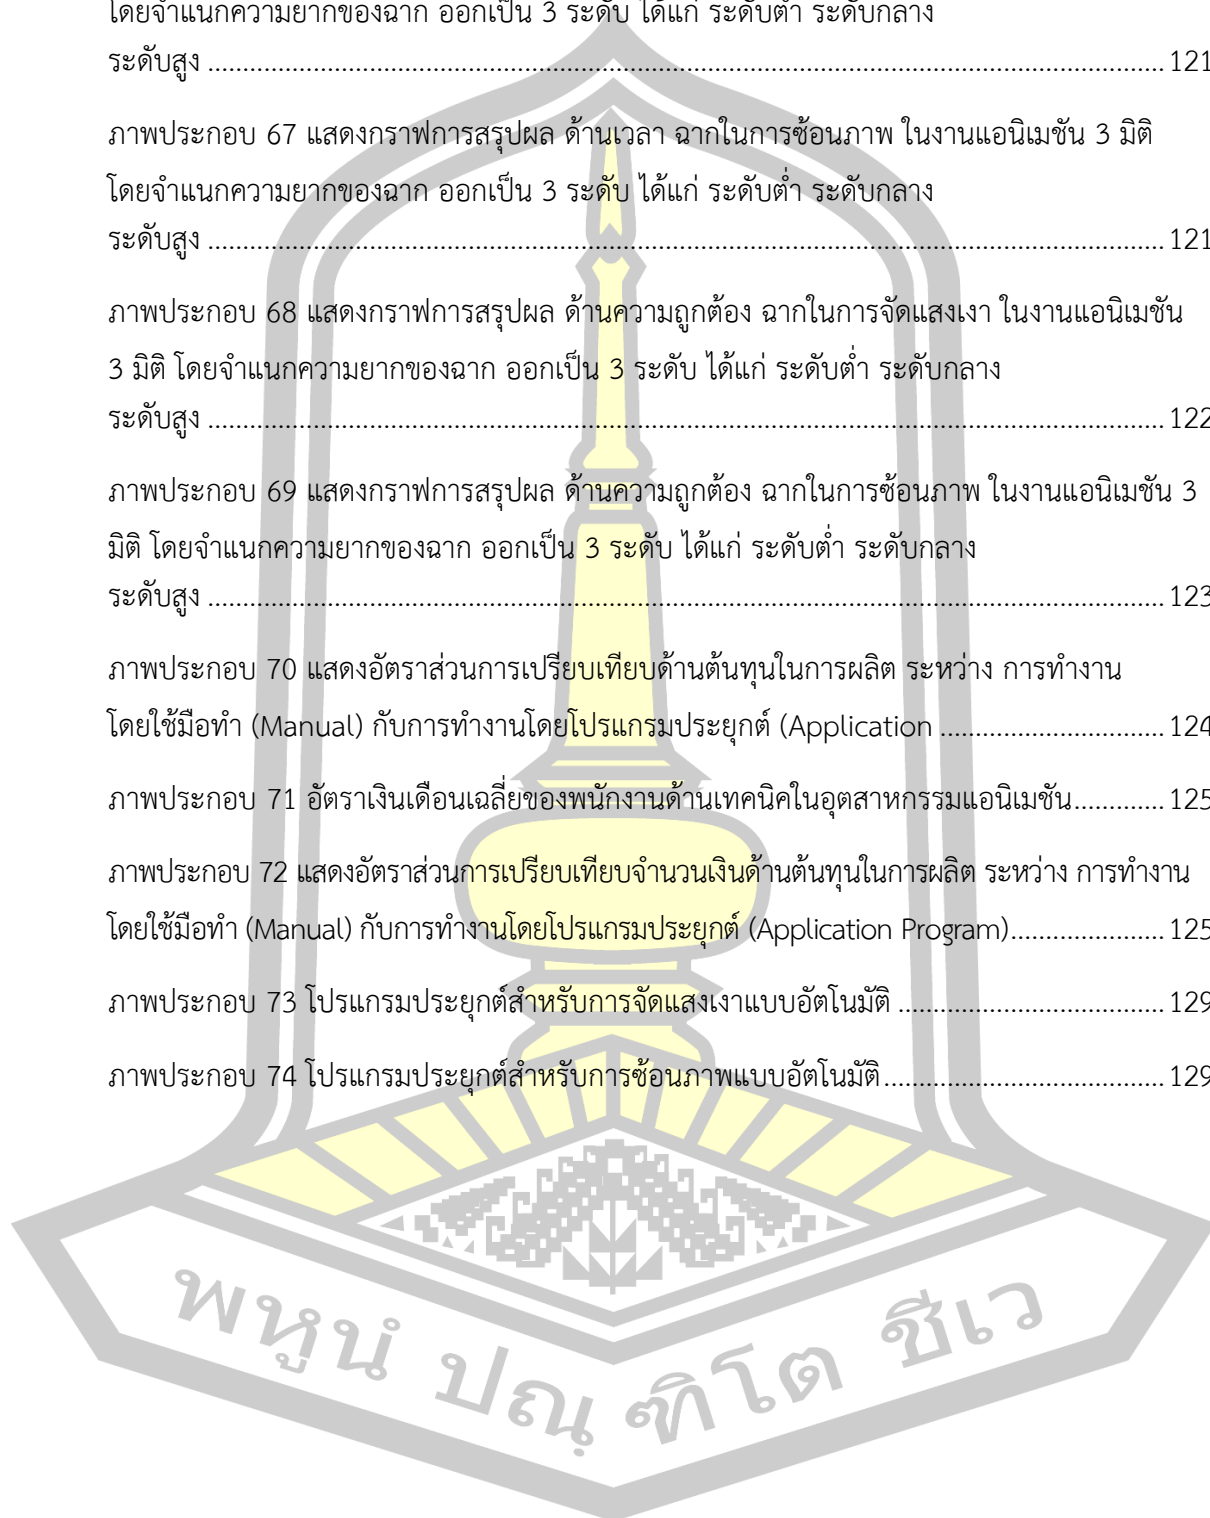 โดยจำแนกความยากของฉาก ออกเป็น 3 ระดับ ได้แก่ ระดับต่ำ ระดับกลาง
ระดับสูง ........................................................................................................................................ 121
ภาพประกอบ 67 แสดงกราฟการสรุปผล ด้านเวลา ฉากในการซ้อนภาพ ในงานแอนิเมชัน 3 มิติ
โดยจำแนกความยากของฉาก ออกเป็น 3 ระดับ ได้แก่ ระดับต่ำ ระดับกลาง
ระดับสูง ........................................................................................................................................ 121
ภาพประกอบ 68 แสดงกราฟการสรุปผล ด้านความถูกต้อง ฉากในการจัดแสงเงา ในงานแอนิเมชัน
3 มิติ โดยจำแนกความยากของฉาก ออกเป็น 3 ระดับ ได้แก่ ระดับต่ำ ระดับกลาง
ระดับสูง ........................................................................................................................................ 122
ภาพประกอบ 69 แสดงกราฟการสรุปผล ด้านความถูกต้อง ฉากในการซ้อนภาพ ในงานแอนิเมชัน 3
มิติ โดยจำแนกความยากของฉาก ออกเป็น 3 ระดับ ได้แก่ ระดับต่ำ ระดับกลาง
ระดับสูง ........................................................................................................................................ 123
ภาพประกอบ 70 แสดงอัตราส่วนการเปรียบเทียบด้านต้นทุนในการผลิต ระหว่าง การทำงาน
โดยใช้มือทำ (Manual) กับการทำงานโดยโปรแกรมประยุกต์ (Application ................................ 124
ภาพประกอบ 71 อัตราเงินเดือนเฉลี่ยของพนักงานด้านเทคนิคในอุตสาหกรรมแอนิเมชัน............. 125
ภาพประกอบ 72 แสดงอัตราส่วนการเปรียบเทียบจำนวนเงินด้านต้นทุนในการผลิต ระหว่าง การทำงาน
โดยใช้มือทำ (Manual) กับการทำงานโดยโปรแกรมประยุกต์ (Application Program)...................... 125
ภาพประกอบ 73 โปรแกรมประยุกต์สำหรับการจัดแสงเงาแบบอัตโนมัติ ...................................... 129
ภาพประกอบ 74 โปรแกรมประยุกต์สำหรับการซ้อนภาพแบบอัตโนมัติ........................................ 129
พหูนํ ปณฺฑิโต ชีเว